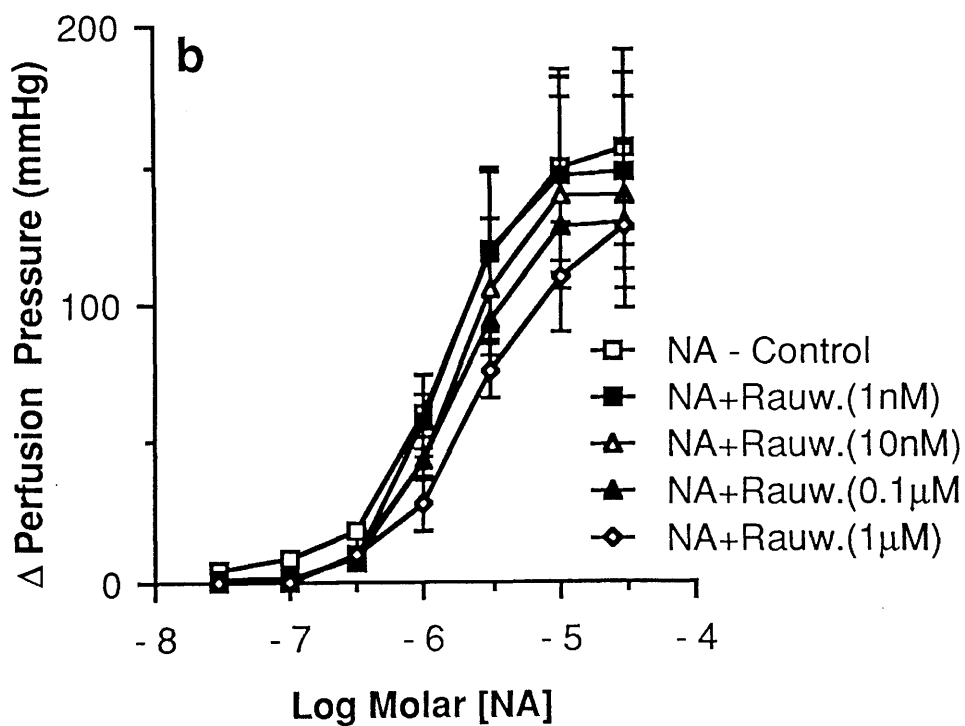 b
Δ Perfusion Pressure (mmHg)
200
100
0
- 8
- 7
- 6
- 5
- 4
Log Molar [NA]
NA - Control
NA+Rauw.(1nM)
NA+Rauw.(10nM)
NA+Rauw.(0.1μM
NA+Rauw.(1μM)